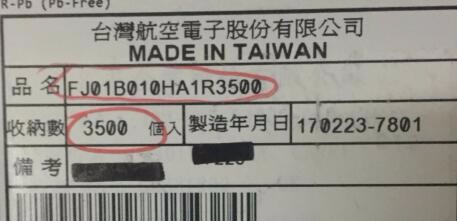 R-Pb (Pb-Free)
台灣航空電子股份有限公司
MADE IN TAIWAN
品名 FJ01B010HA1R3500
收納數 3500 個入 製造年月日 170223-7801
備考